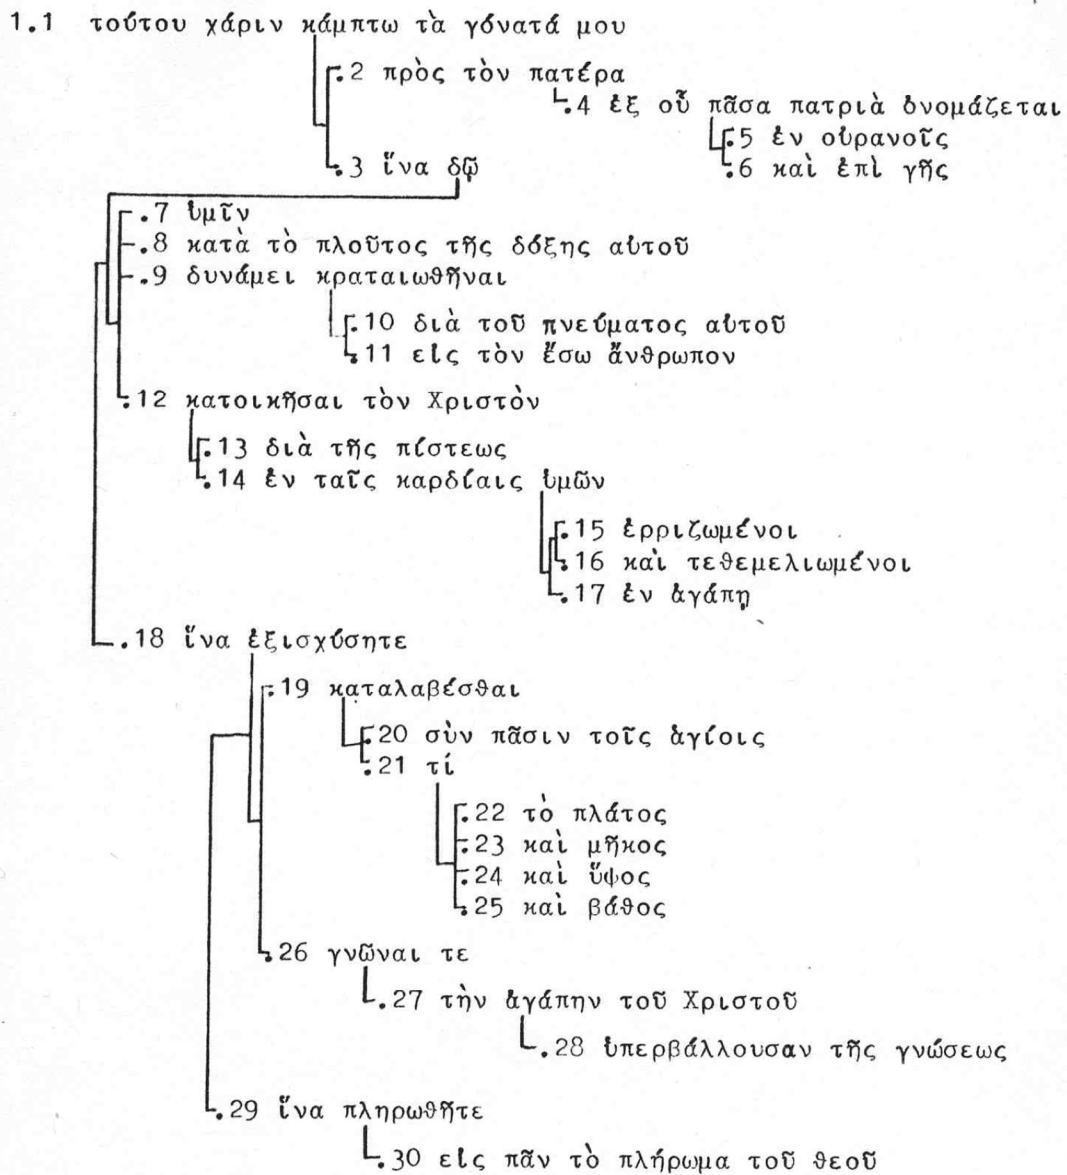 1.1 τούτου χάριν κάμπτω τὰ γόνατά μου
.2 πρὸς τὸν πατέρα
.4 ἐξ οὗ πᾶσα πατριὰ ὀνομάζεται
.5 ἐν οὐρανοῖς
.3 ἵνα δῷ
.6 καὶ ἐπὶ γῆς
.7 ὑμῖν
.8 κατὰ τὸ πλοῦτος τῆς δόξης αὐτοῦ
.9 δυνάμει κραταιωθῆναι
.10 διὰ τοῦ πνεύματος αὐτοῦ
.11 εἰς τὸν ἔσω ἄνθρωπον
.12 κατοικῆσαι τὸν Χριστὸν
.13 διὰ τῆς πίστεως
.14 ἐν ταῖς καρδίαις ὑμῶν
.15 ἐρριζωμένοι
.16 καὶ τεθεμελιωμένοι
.17 ἐν ἀγάπῃ
.18 ἵνα ἐξισχύσητε
.19 καταλαβέσθαι
.20 σὺν πᾶσιν τοῖς ἁγίοις
.21 τί
.22 τὸ πλάτος
.23 καὶ μῆκος
.24 καὶ ὕψος
.25 καὶ βάθος
.26 γνῶναι τε
.27 τὴν ἀγάπην τοῦ Χριστοῦ
.28 ὑπερβάλλουσαν τῆς γνώσεως
.29 ἵνα πληρωθῆτε
.30 εἰς πᾶν τὸ πλήρωμα τοῦ θεοῦ